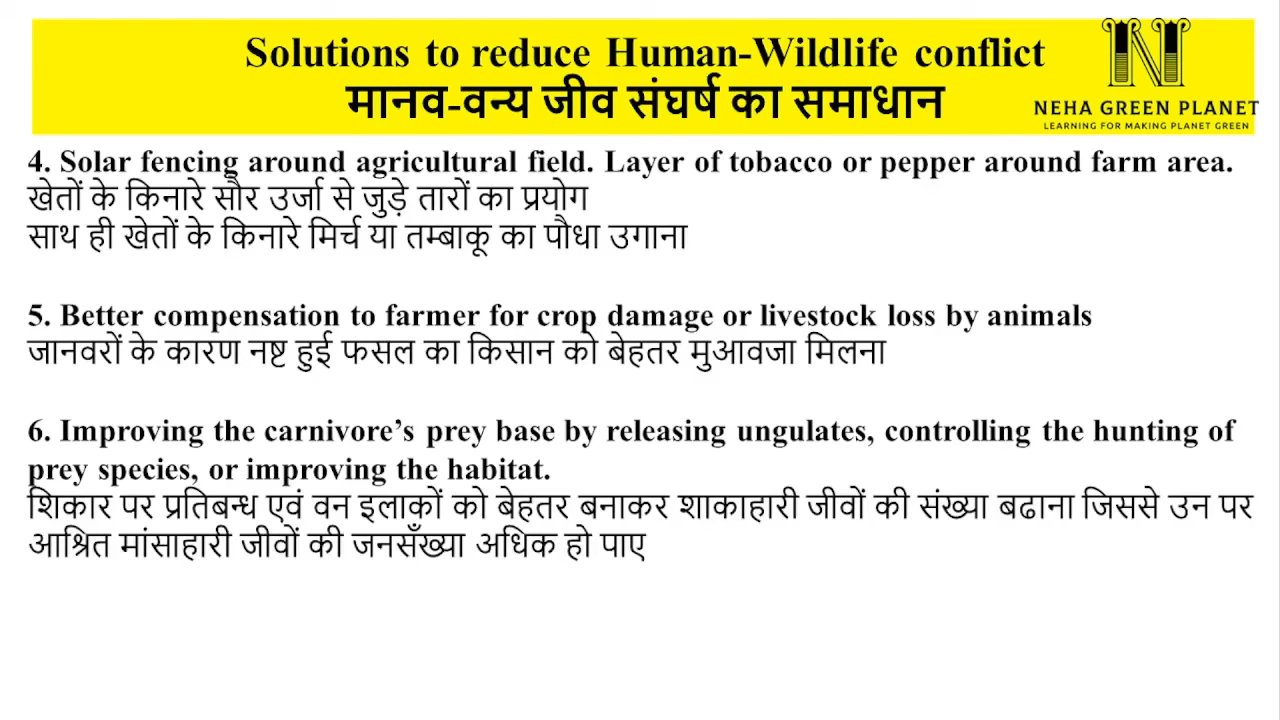 Solutions to reduce Human-Wildlife conflict
मानव-वन्य जीव संघर्ष का समाधान
N
NEHA GREEN PLANET
LEARNING FOR MAKING PLANET GREEN
4. Solar fencing around agricultural field. Layer of tobacco or pepper around farm area.
खेतों के किनारे सौर उर्जा से जुड़े तारों का प्रयोग
साथ ही खेतों के किनारे मिर्च या तम्बाकू का पौधा उगाना
5. Better compensation to farmer for crop damage or livestock loss by animals
जानवरों के कारण नष्ट हुई फसल का किसान को बेहतर मुआवजा मिलना
6. Improving the carnivore’s prey base by releasing ungulates, controlling the hunting of
prey species, or improving the habitat.
शिकार पर प्रतिबन्ध एवं वन इलाकों को बेहतर बनाकर शाकाहारी जीवों की संख्या बढाना जिससे उन पर
आश्रित मांसाहारी जीवों की जनसँख्या अधिक हो पाए